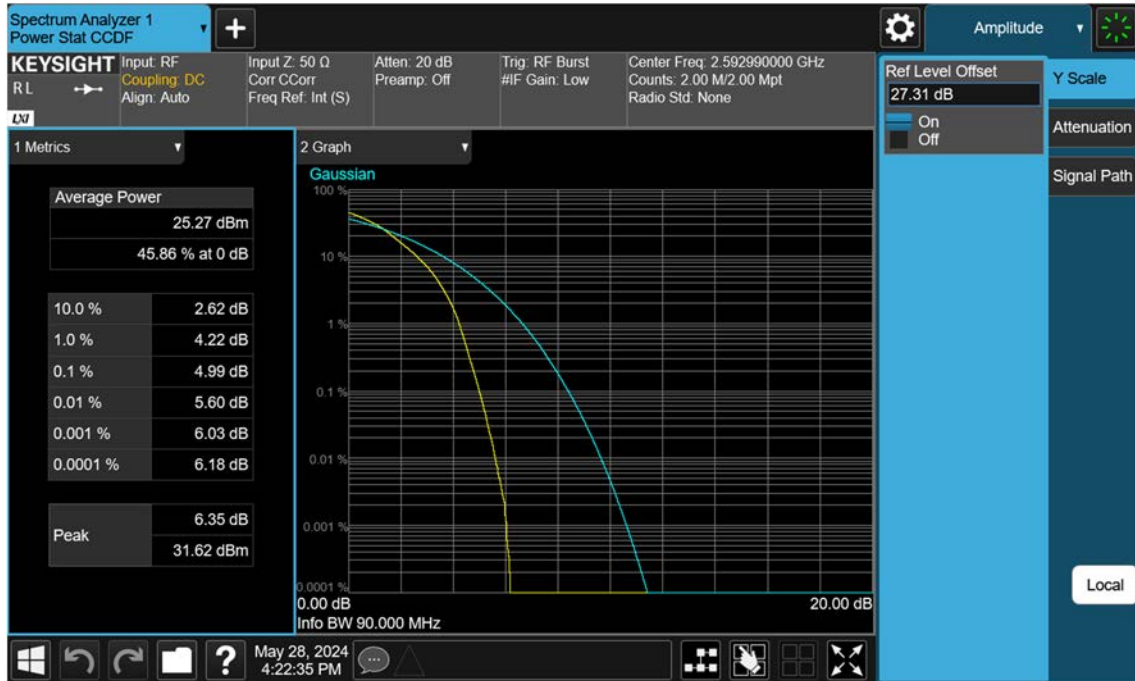 Spectrum Analyzer 1
Power Stat CCDF
Amplitude
KEYSIGHT
R L
LXI
Input: RF
Coupling: DC
Align: Auto
Input Z: 50 Ω
Corr CCorr
Freq Ref: Int (S)
Atten: 20 dB
Preamp: Off
Trig: RF Burst
#IF Gain: Low
Center Freq: 2.592990000 GHz
Counts: 2.00 M/2.00 Mpt
Radio Std: None
Ref Level Offset
27.31 dB
On
Off
Y Scale
Attenuation
Signal Path
1 Metrics
Average Power
25.27 dBm
45.86 % at 0 dB
10.0 % 2.62 dB
1.0 % 4.22 dB
0.1 % 4.99 dB
0.01 % 5.60 dB
0.001 % 6.03 dB
0.0001 % 6.18 dB
Peak
6.35 dB
31.62 dBm
2 Graph
Gaussian
100 %
10 %
1 %
0.1 %
0.01 %
0.001 %
0.0001 %
0.00 dB 20.00 dB
Info BW 90.000 MHz
Local
?
May 28, 2024
4:22:35 PM